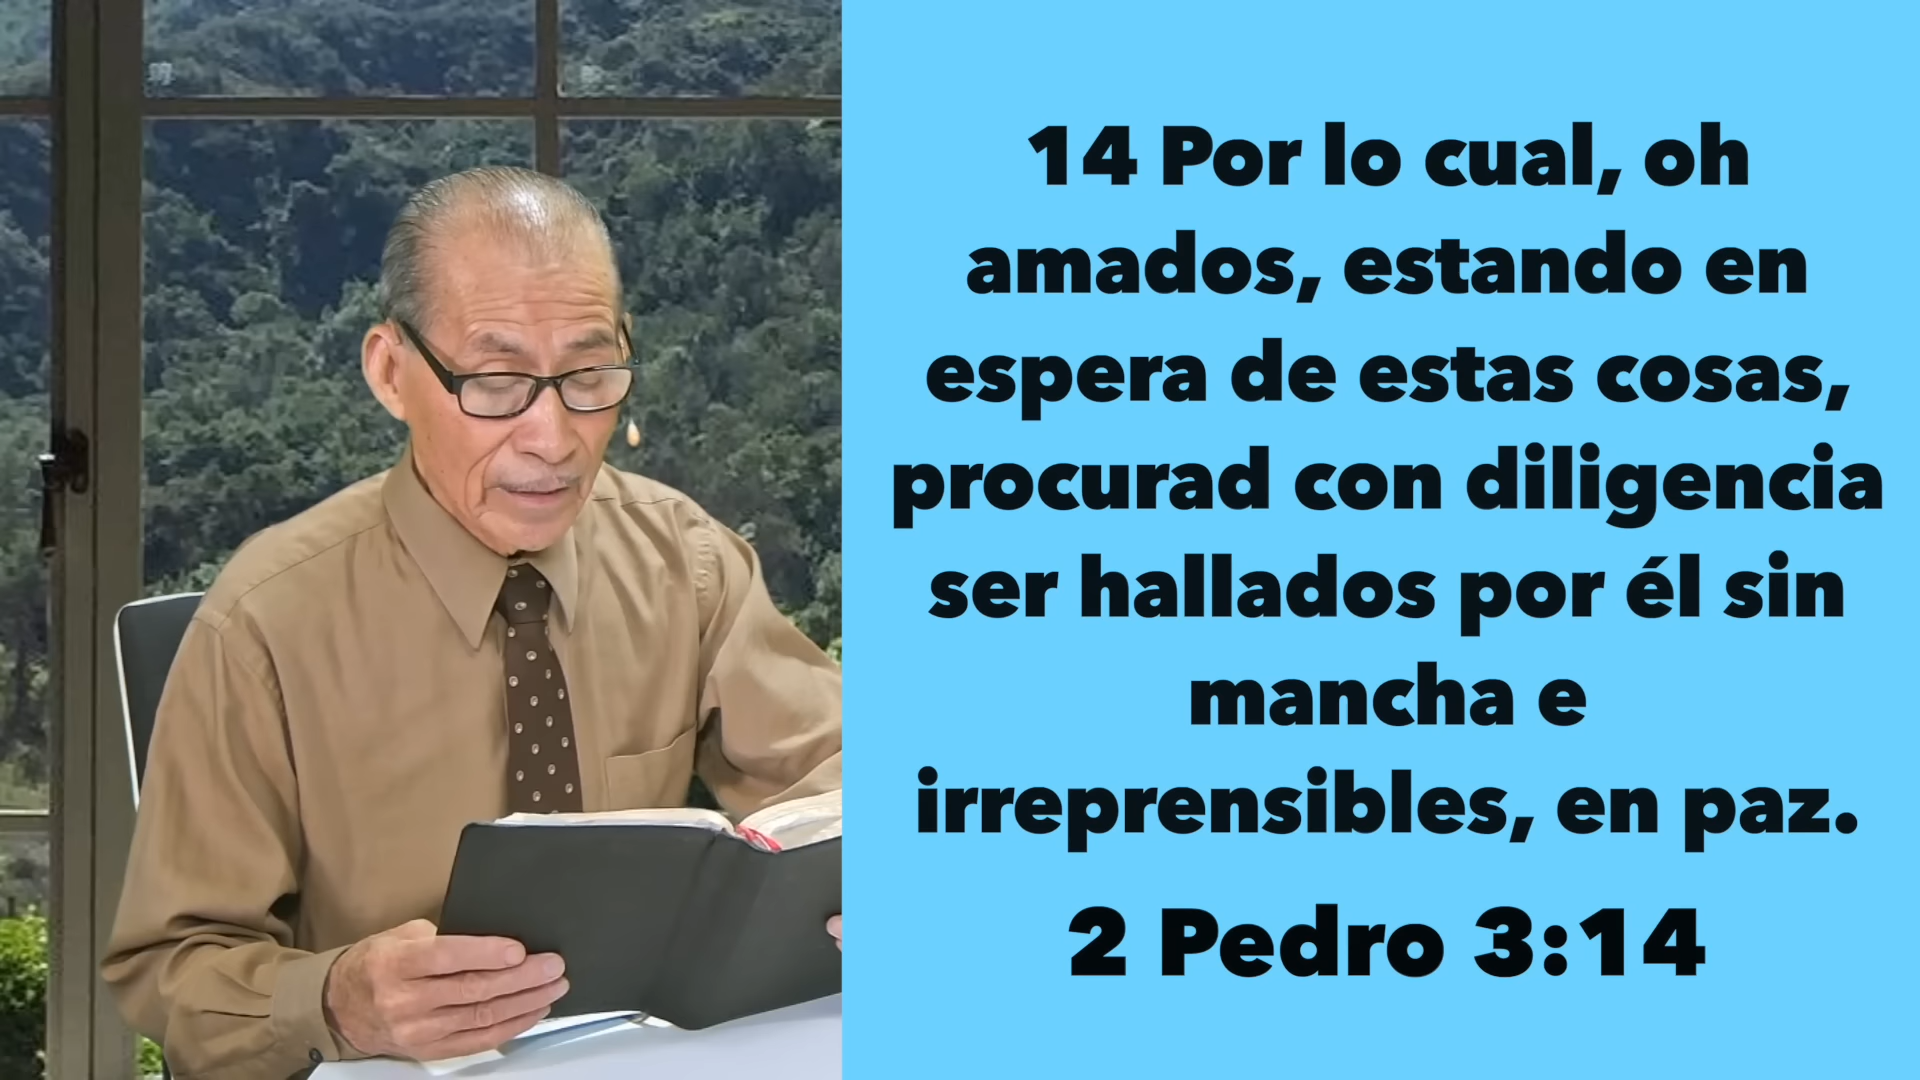 14 Por lo cual, oh
amados, estando en
espera de estas cosas,
procurad con diligencia
ser hallados por él sin
mancha e
irreprensibles, en paz.
2 Pedro 3:14